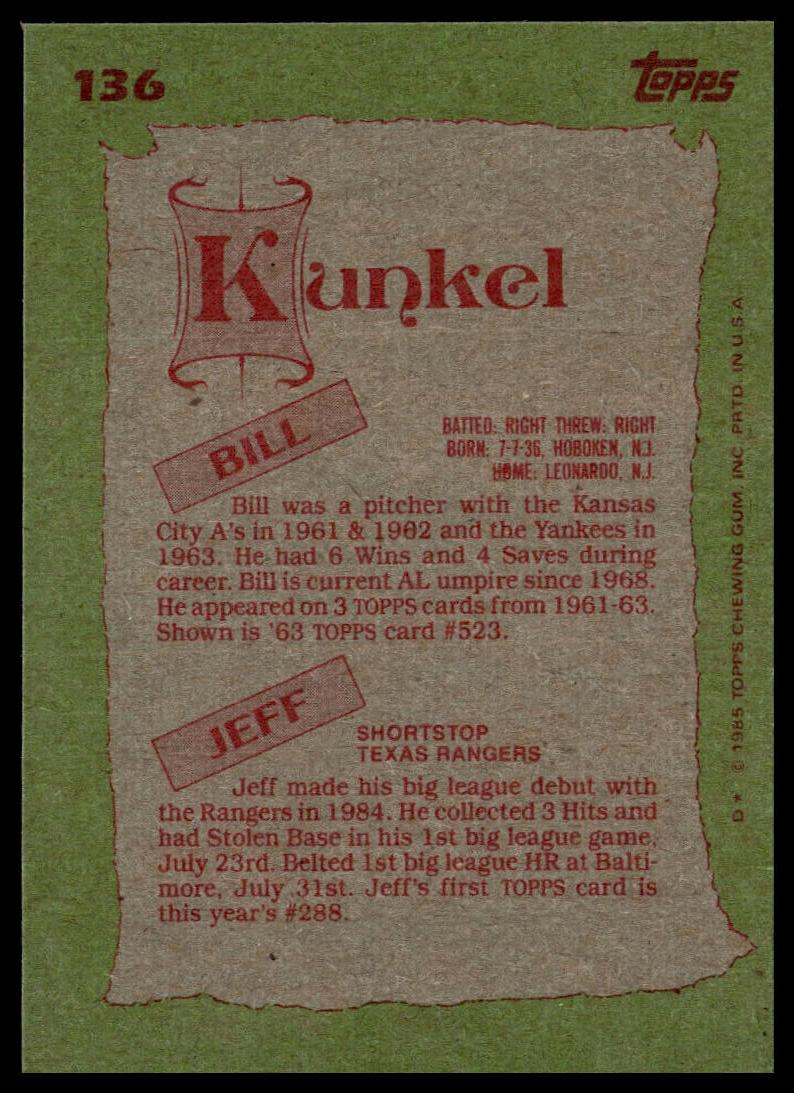 136
topps
Kunkel
BILL
BATTED: RIGHT THREW: RIGHT
BORN: 7-7-36, HOBOKEN, N.J.
HOME: LEONARDO, N.J.
Bill was a pitcher with the Kansas
City A's in 1961 & 1962 and the Yankees in
1963. He had 6 Wins and 4 Saves during
career. Bill is current AL umpire since 1968.
He appeared on 3 TOPPS cards from 1961-63.
Shown is '63 TOPPS card #523.
JEFF
SHORTSTOP
TEXAS RANGERS
Jeff made his big league debut with
the Rangers in 1984. He collected 3 Hits and
had Stolen Base in his 1st big league game,
July 23rd. Belted 1st big league HR at Balti-
more, July 31st. Jeff's first TOPPS card is
this year's #288.
D* © 1985 TOPPS CHEWING GUM, INC. PRTD. IN U.S.A.